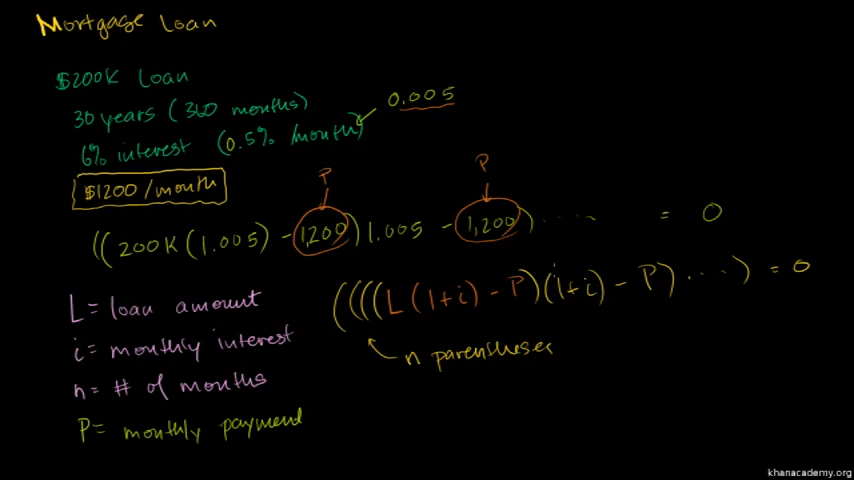 Mortgage Loan
$200K Loan
30 years (360 months)
0.005
6% interest (0.5% /month)
$1200/month
P
P
((200K(1.005) - 1,200)1.005 - 1,200) ...... = 0
L = loan amount
((((L(1+i) - P)(1+i) - P) ....) = 0
i = monthly interest
n parentheses
n = # of months
P = monthly payment
khanacademy.org